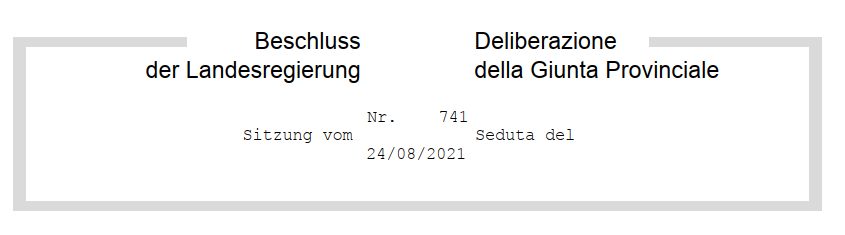 Beschluss
der Landesregierung
Deliberazione
della Giunta Provinciale
Nr. 741
Sitzung vom Seduta del
24/08/2021